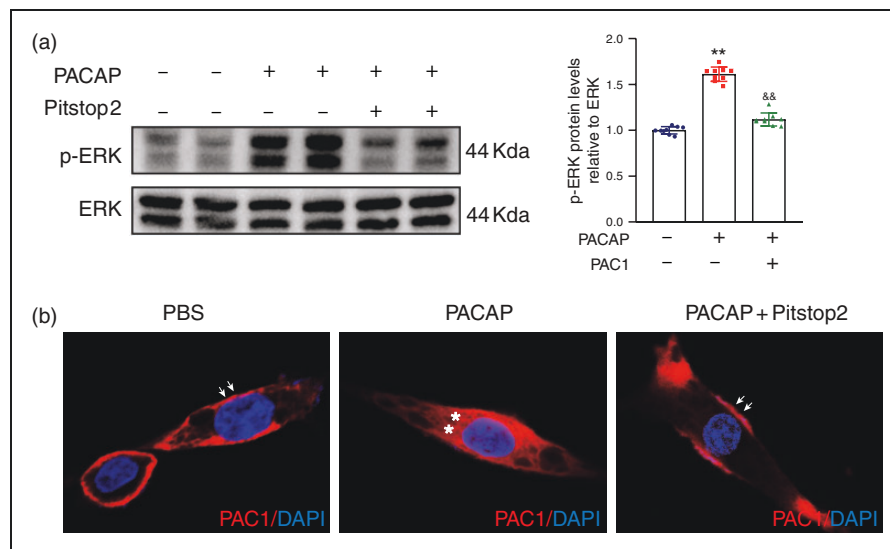 (a)
PACAP – – + + + +
Pitstop2 – – – – + +
p-ERK 44 Kda
ERK 44 Kda
p-ERK protein levels
relative to ERK
2.0
1.5
1.0
0.5
0.0
**
&&
PACAP – + +
PAC1 – – +
(b)
PBS PACAP PACAP + Pitstop2
* 
*
PAC1/DAPI PAC1/DAPI PAC1/DAPI